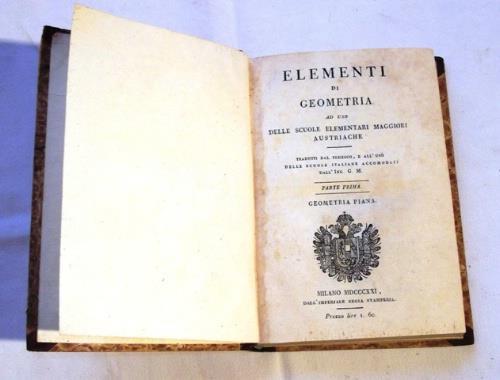 ELEMENTI
DI
GEOMETRIA
AD USO
DELLE SCUOLE ELEMENTARI MAGGIORI
AUSTRIACHE
TRADOTTI DAL TEDESCO, E ALL' USO
DELLE SCUOLE ITALIANE ACCOMODATI
DALL' ING. G. M.
PARTE PRIMA.
GEOMETRIA PIANA.
MILANO MDCCCXXI,
DALL' IMPERIALE REGIA STAMPERIA.
Prezzo lire 1. 60.